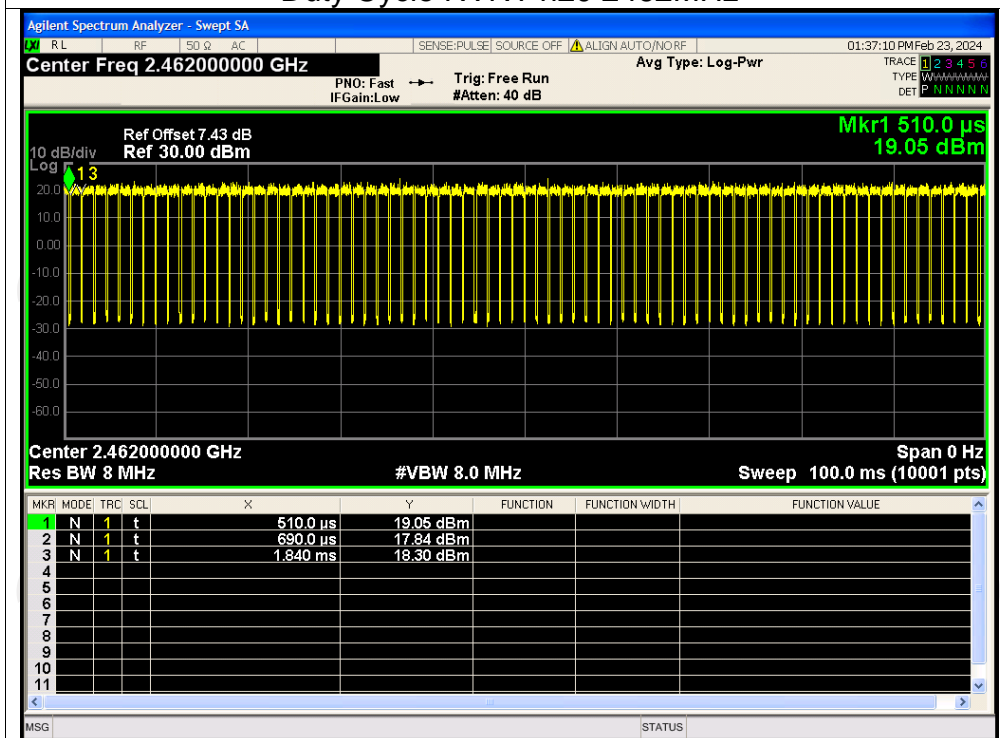 Agilent Spectrum Analyzer - Swept SA
LXI RL RF 50 Ω AC SENSE:PULSE SOURCE OFF ALIGN AUTO/NO RF 01:37:10 PM Feb 23, 2024
Center Freq 2.462000000 GHz Avg Type: Log-Pwr TRACE 1 2 3 4 5 6
PNO: Fast Trig: Free Run TYPE WWWWWW
IFGain:Low #Atten: 40 dB DET P N N N N N
Mkr1 510.0 µs
Ref Offset 7.43 dB
10 dB/div Ref 30.00 dBm 19.05 dBm
Log
1 3
20.0
10.0
0.00
-10.0
-20.0
-30.0
-40.0
-50.0
-60.0
Center 2.462000000 GHz Span 0 Hz
Res BW 8 MHz #VBW 8.0 MHz Sweep 100.0 ms (10001 pts)
MKR MODE TRC SCL X Y FUNCTION FUNCTION WIDTH FUNCTION VALUE
1 N 1 t 510.0 µs 19.05 dBm
2 N 1 t 690.0 µs 17.84 dBm
3 N 1 t 1.840 ms 18.30 dBm
4
5
6
7
8
9
10
11
MSG STATUS